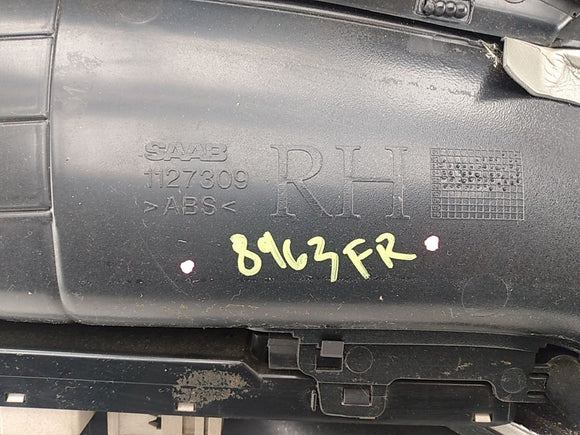 SAAB
1127309
>ABS<
RH
8963FR